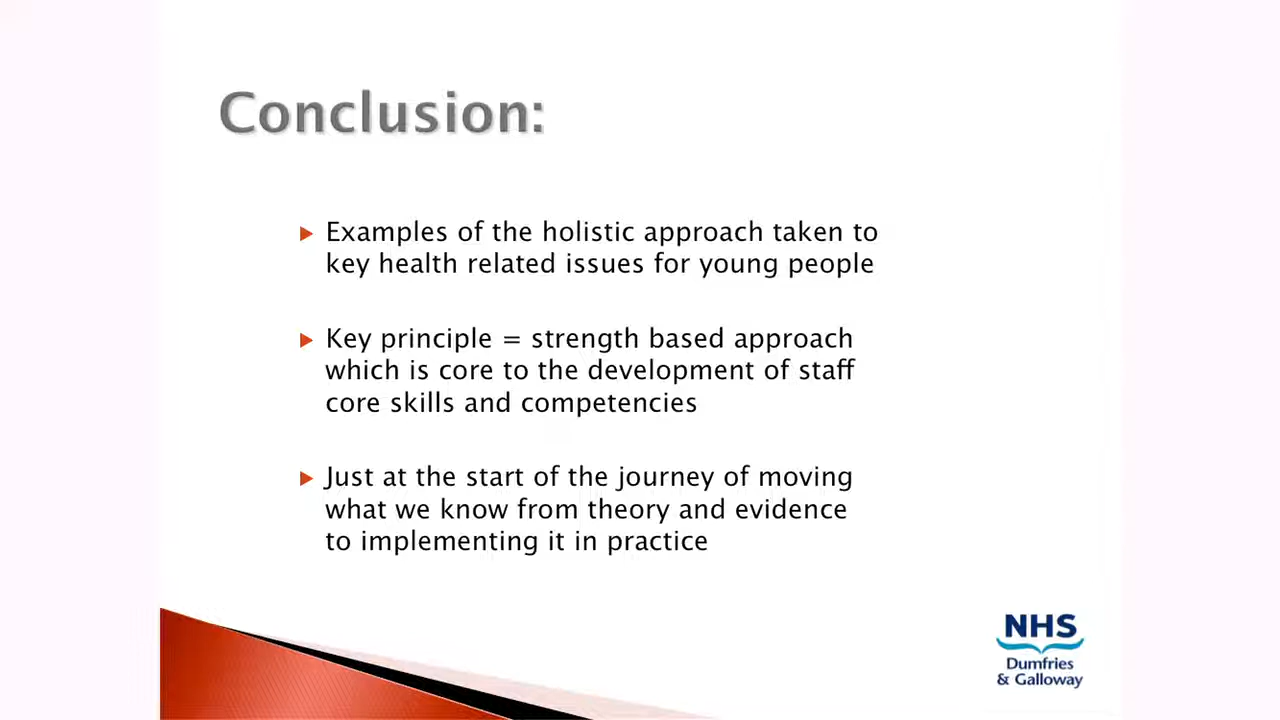 Conclusion:
Examples of the holistic approach taken to
key health related issues for young people
Key principle = strength based approach
which is core to the development of staff
core skills and competencies
Just at the start of the journey of moving
what we know from theory and evidence
to implementing it in practice
NHS
Dumfries
& Galloway